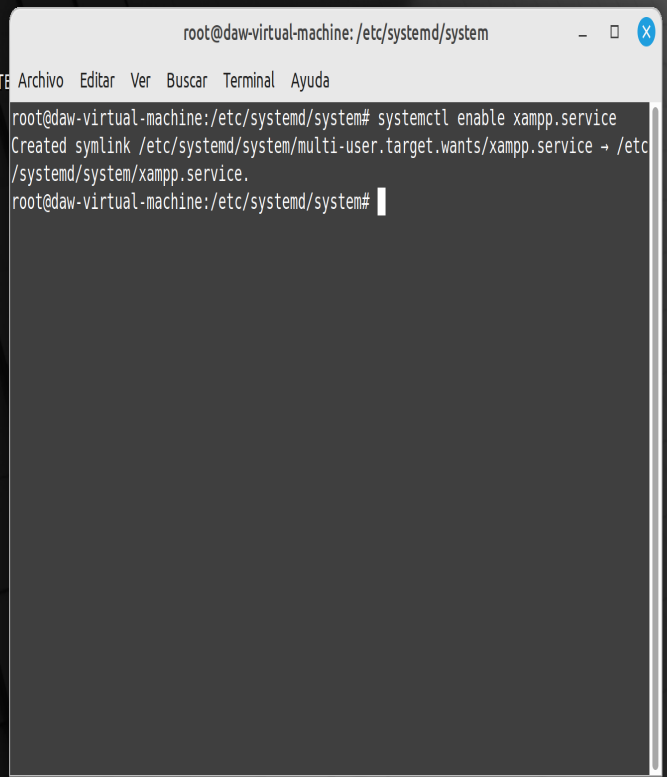 root@daw-virtual-machine: /etc/systemd/system
Archivo Editar Ver Buscar Terminal Ayuda
root@daw-virtual-machine:/etc/systemd/system# systemctl enable xampp.service
Created symlink /etc/systemd/system/multi-user.target.wants/xampp.service → /etc
/systemd/system/xampp.service.
root@daw-virtual-machine:/etc/systemd/system#